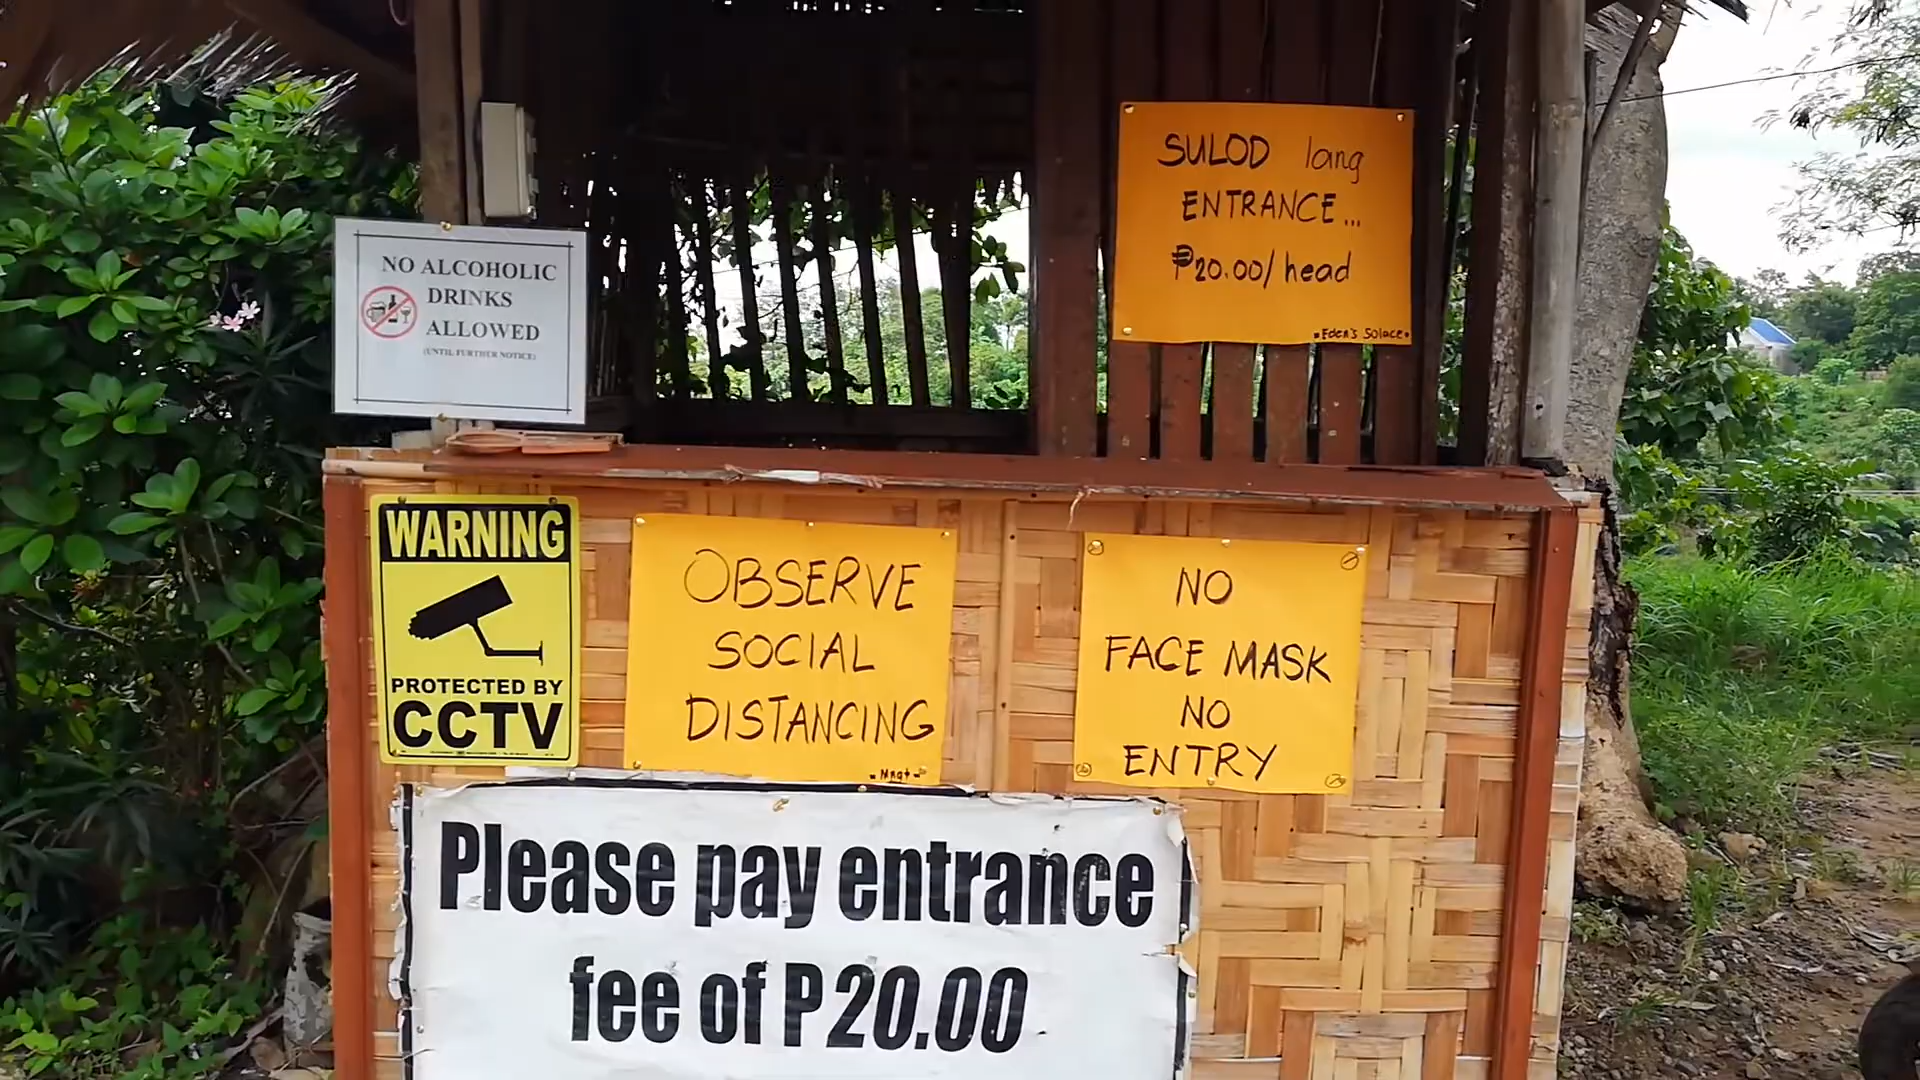 NO ALCOHOLIC
DRINKS
ALLOWED
(UNTIL FURTHER NOTICE)
SULOD lang
ENTRANCE...
₱20.00/head
Eden's Solace
WARNING
PROTECTED BY
CCTV
OBSERVE
SOCIAL
DISTANCING
Mngt
NO
FACE MASK
NO
ENTRY
Please pay entrance
fee of P20.00